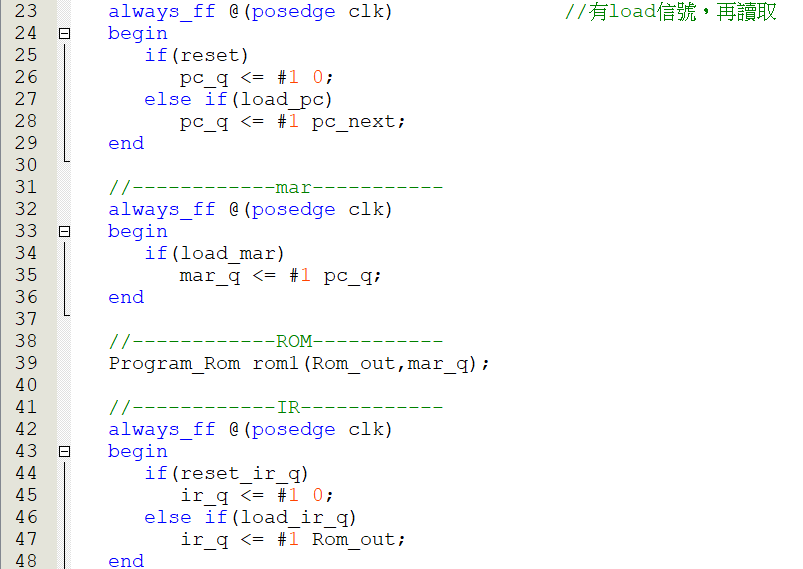 23 always_ff @(posedge clk) //有load信號，再讀取
24 begin
25 if(reset)
26 pc_q <= #1 0;
27 else if(load_pc)
28 pc_q <= #1 pc_next;
29 end
30
31 //------------mar-----------
32 always_ff @(posedge clk)
33 begin
34 if(load_mar)
35 mar_q <= #1 pc_q;
36 end
37
38 //------------ROM-----------
39 Program_Rom rom1(Rom_out,mar_q);
40
41 //------------IR------------
42 always_ff @(posedge clk)
43 begin
44 if(reset_ir_q)
45 ir_q <= #1 0;
46 else if(load_ir_q)
47 ir_q <= #1 Rom_out;
48 end